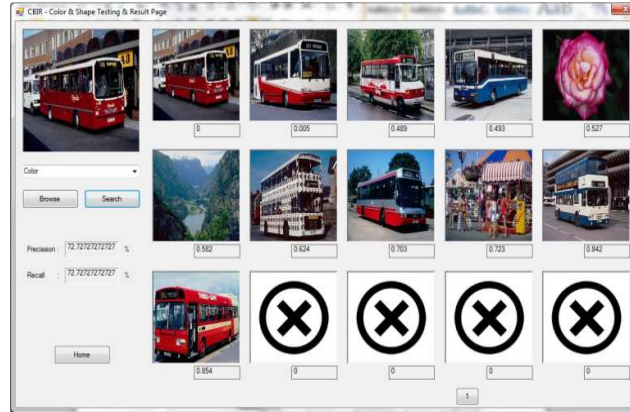 CBIR - Color & Shape Testing & Result Page
0
0.005
0.489
0.493
0.527
Color
Browse
Search
0.582
0.624
0.703
0.723
0.842
Precission : 72.72727272727 %
Recall : 72.72727272727 %
Home
0.854
0
0
0
0
1